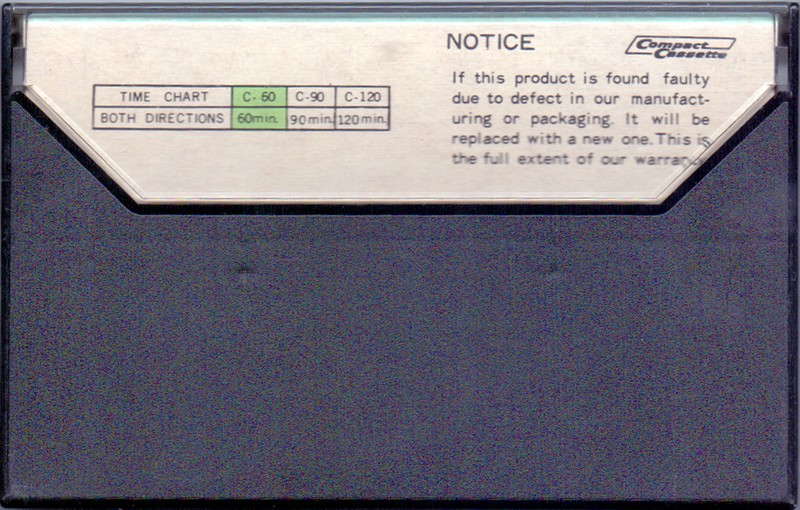 NOTICE
Compact
Cassette
If this product is found faulty
due to defect in our manufact-
uring or packaging. It will be
replaced with a new one. This is
the full extent of our
TIME CHART C-60 C-90 C-120
BOTH DIRECTIONS 60min. 90min. 120min.